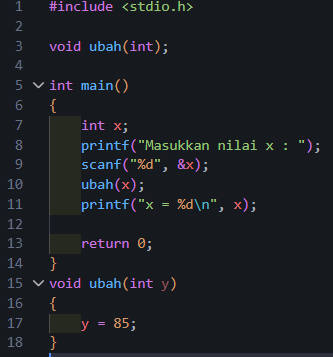 1 #include <stdio.h>
2
3 void ubah(int);
4
5 int main()
6 {
7 int x;
8 printf("Masukkan nilai x : ");
9 scanf("%d", &x);
10 ubah(x);
11 printf("x = %d\n", x);
12
13 return 0;
14 }
15 void ubah(int y)
16 {
17 y = 85;
18 }